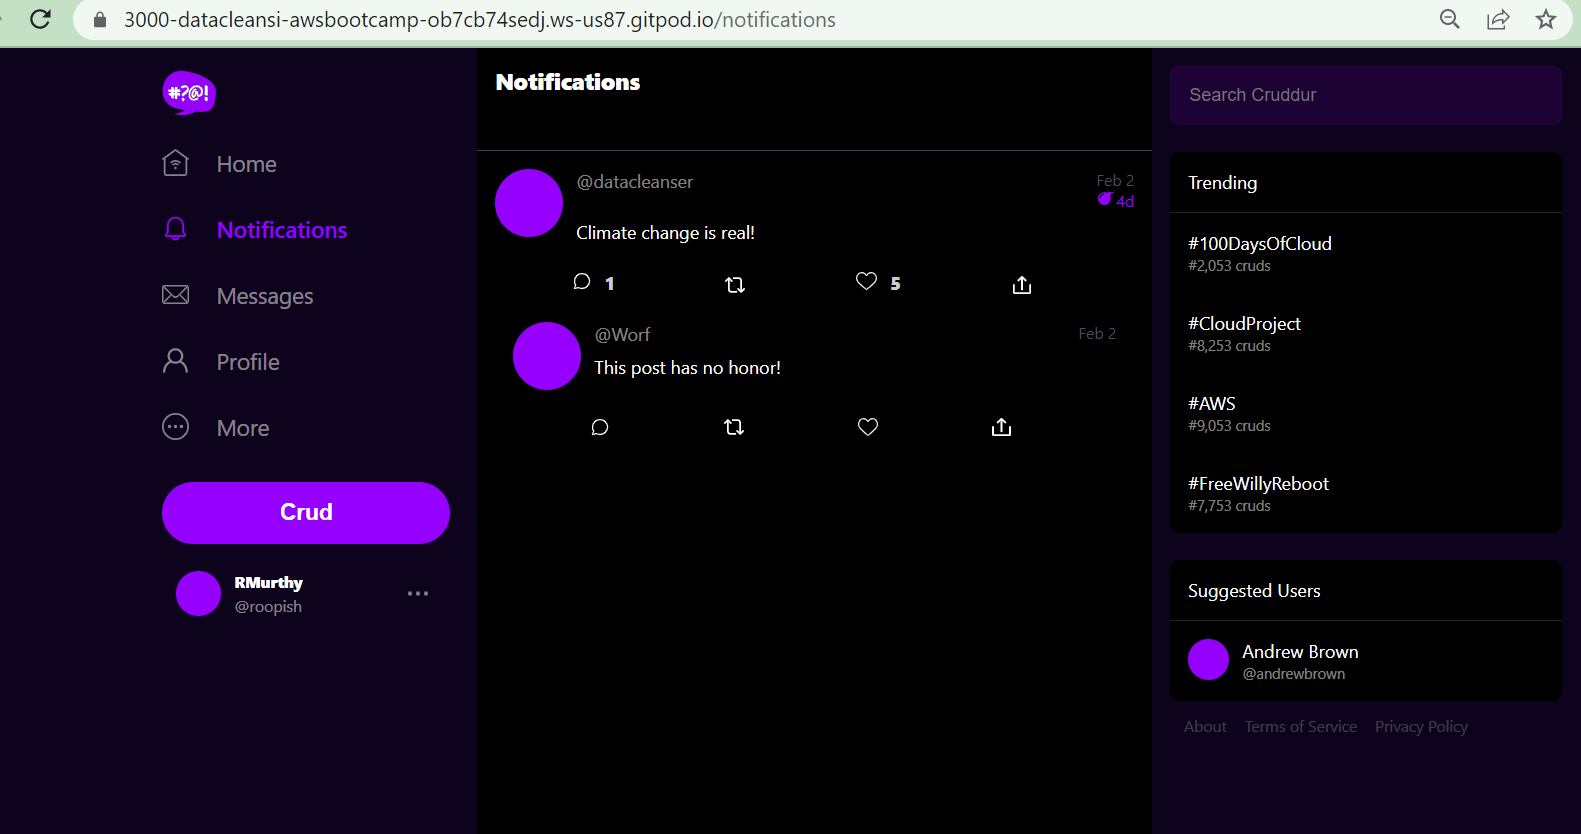 3000-datacleansi-awsbootcamp-ob7cb74sedj.ws-us87.gitpod.io/notifications
#?@!
Home
Notifications
Messages
Profile
More
Crud
RMurthy
@roopish
Notifications
@datacleanser
Feb 2
4d
Climate change is real!
1
5
@Worf
Feb 2
This post has no honor!
Search Cruddur
Trending
#100DaysOfCloud
#2,053 cruds
#CloudProject
#8,253 cruds
#AWS
#9,053 cruds
#FreeWillyReboot
#7,753 cruds
Suggested Users
Andrew Brown
@andrewbrown
About Terms of Service Privacy Policy